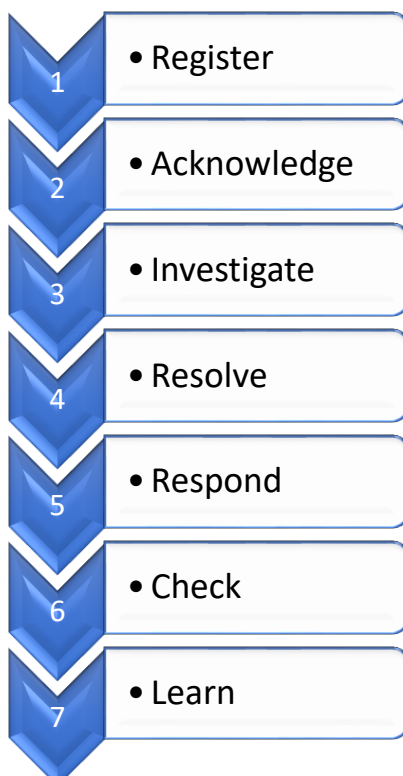 1
• Register
2
• Acknowledge
3
• Investigate
4
• Resolve
5
• Respond
6
• Check
7
• Learn